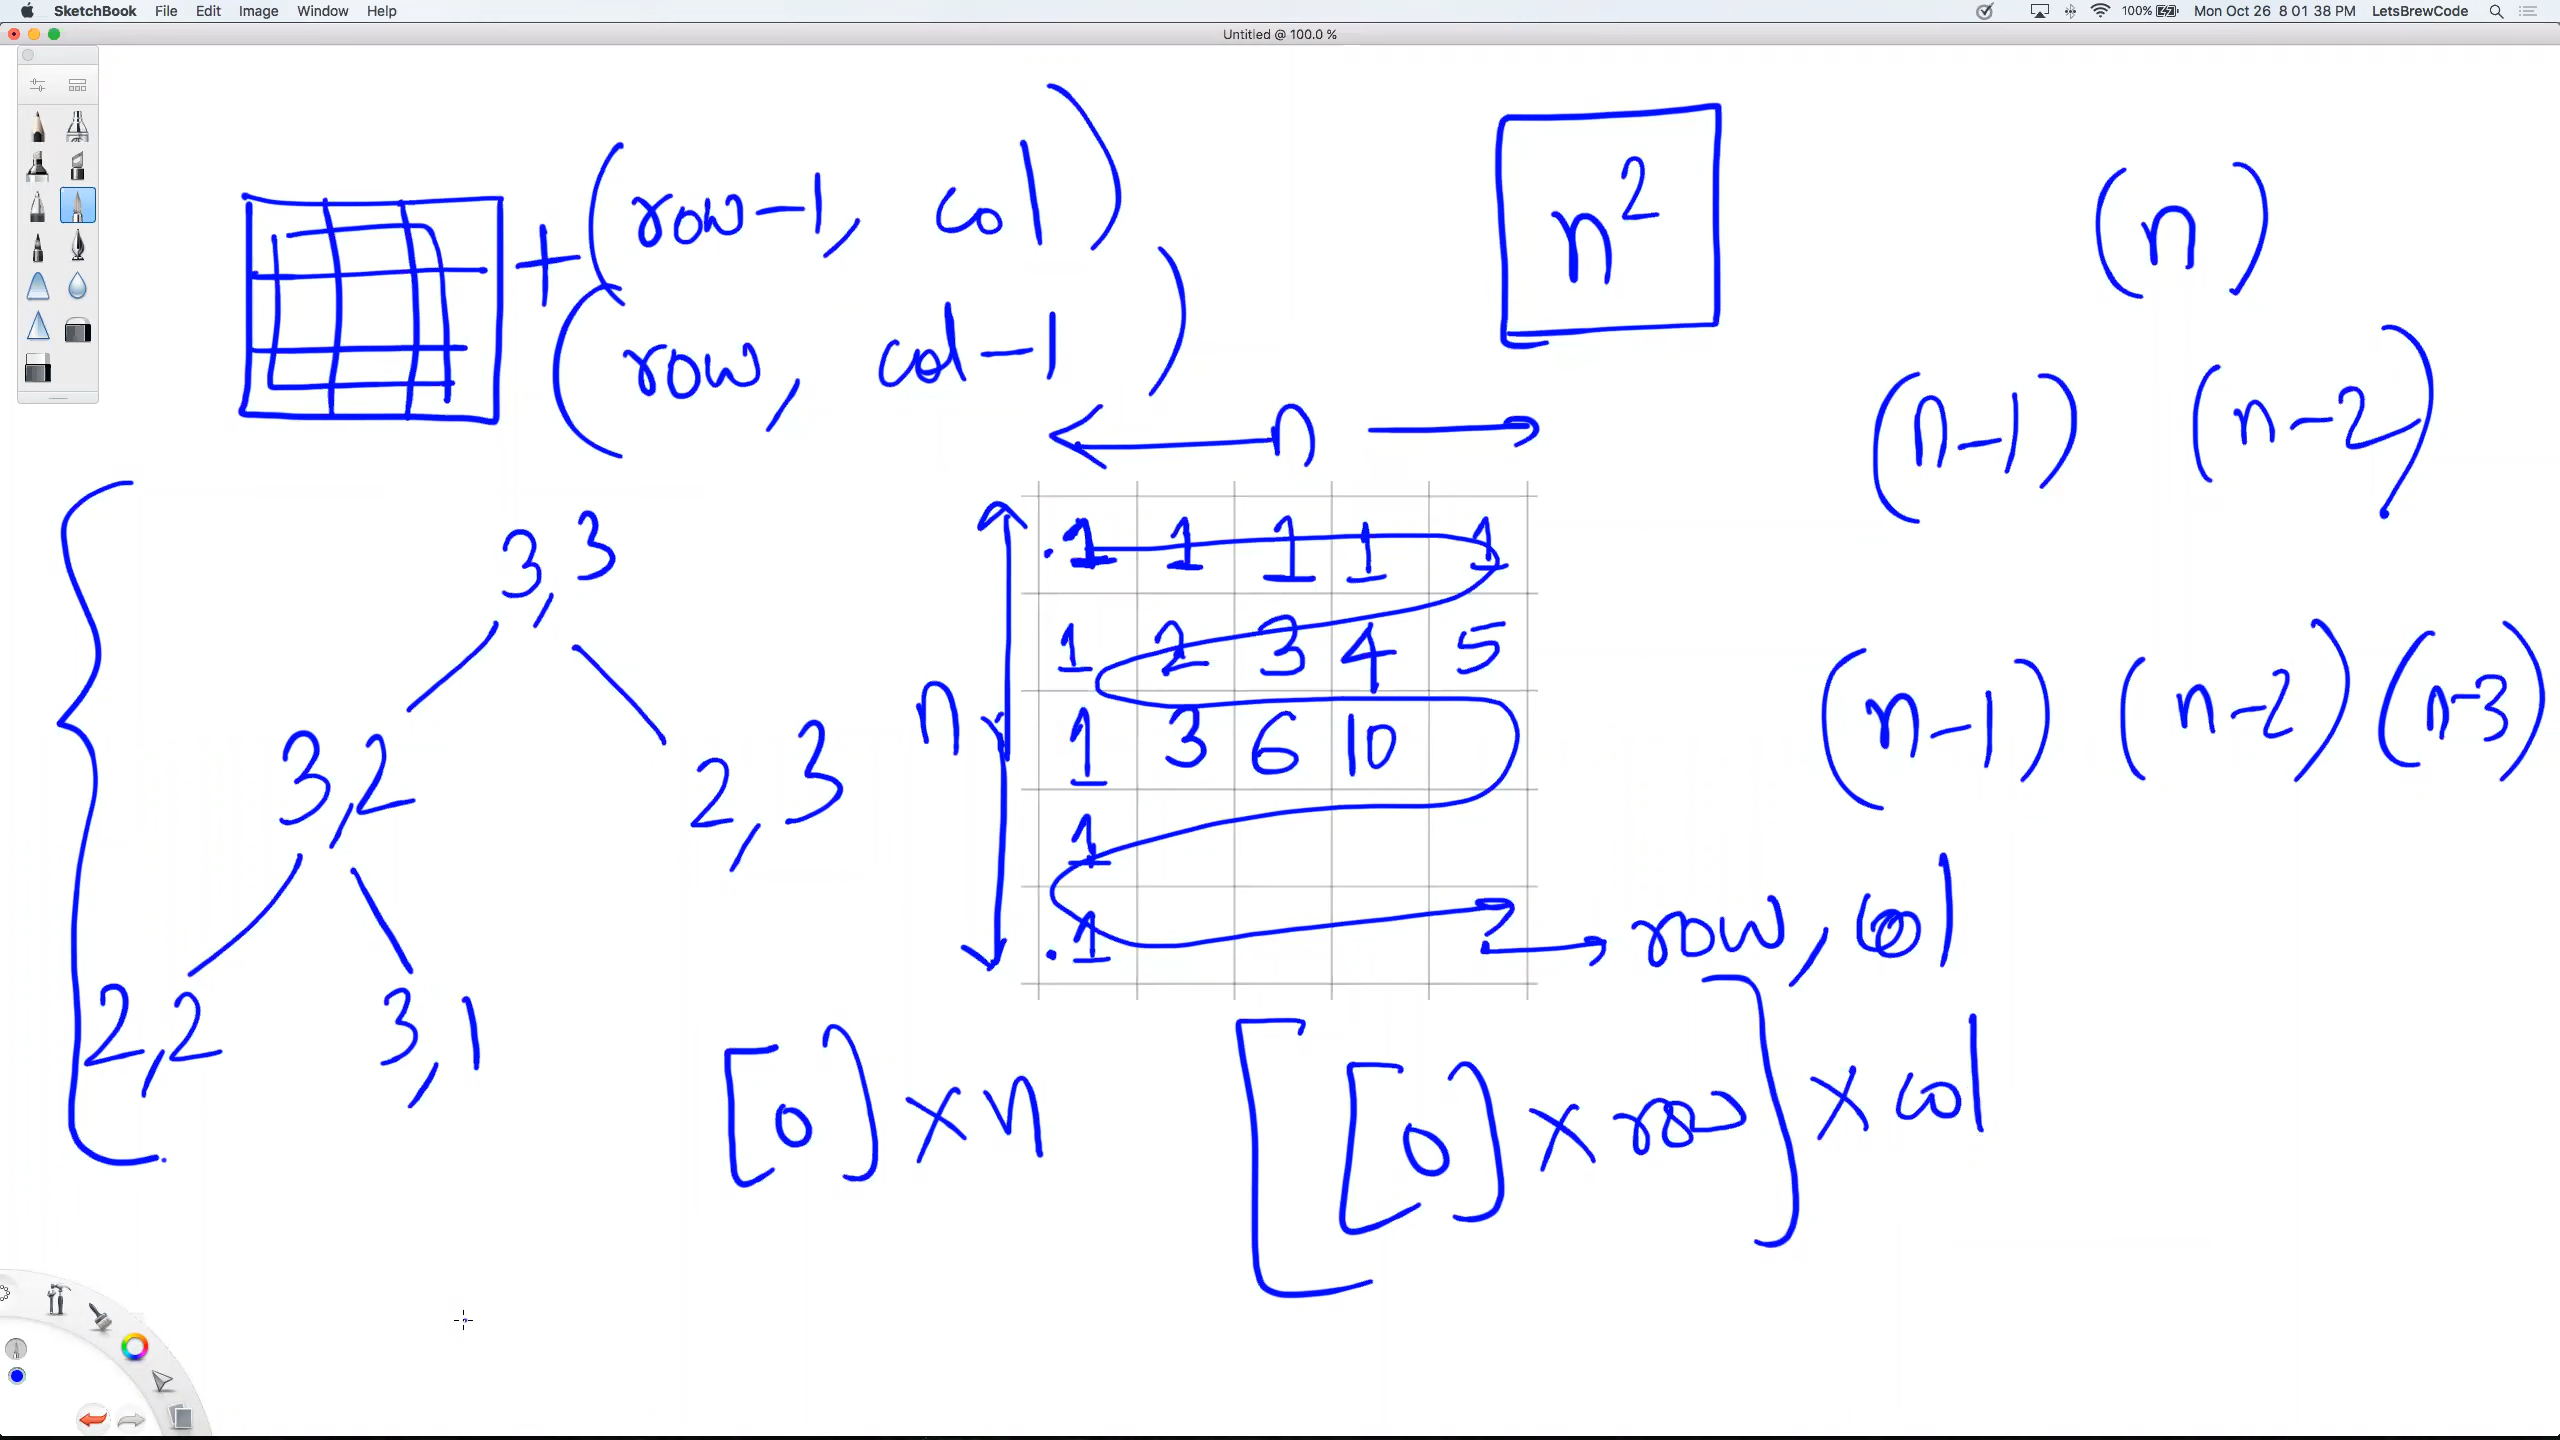 SketchBook File Edit Image Window Help 100% Mon Oct 26 8 01 38 PM LetsBrewCode
Untitled @ 100.0 %
+ (row-1, col)
(row, col-1)
n²
(n)
(n-1) (n-2)
(n-1) (n-2) (n-3)
n
n
1 1 1 1 1
1 2 3 4 5
1 3 6 10
1
1
row, col
3,3
3,2 2,3
2,2 3,1
[0] × n
[[0] × row] × col